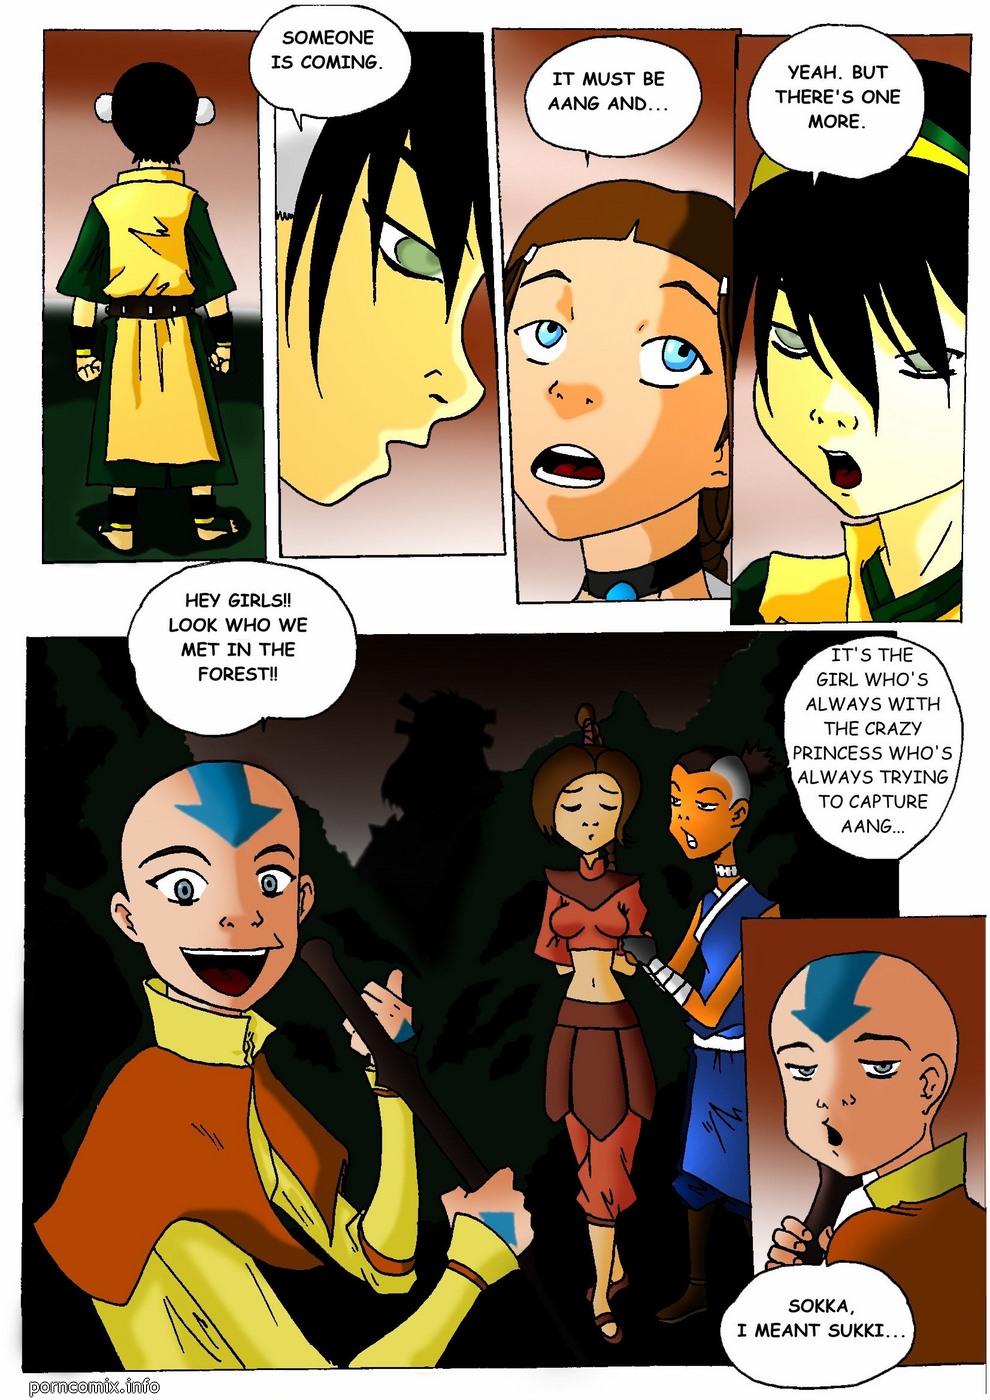 SOMEONE
IS COMING.
IT MUST BE
AANG AND...
YEAH. BUT
THERE'S ONE
MORE.
HEY GIRLS!!
LOOK WHO WE
MET IN THE
FOREST!!
IT'S THE
GIRL WHO'S
ALWAYS WITH
THE CRAZY
PRINCESS WHO'S
ALWAYS TRYING
TO CAPTURE
AANG...
SOKKA,
I MEANT SUKKI...
porncomix.info